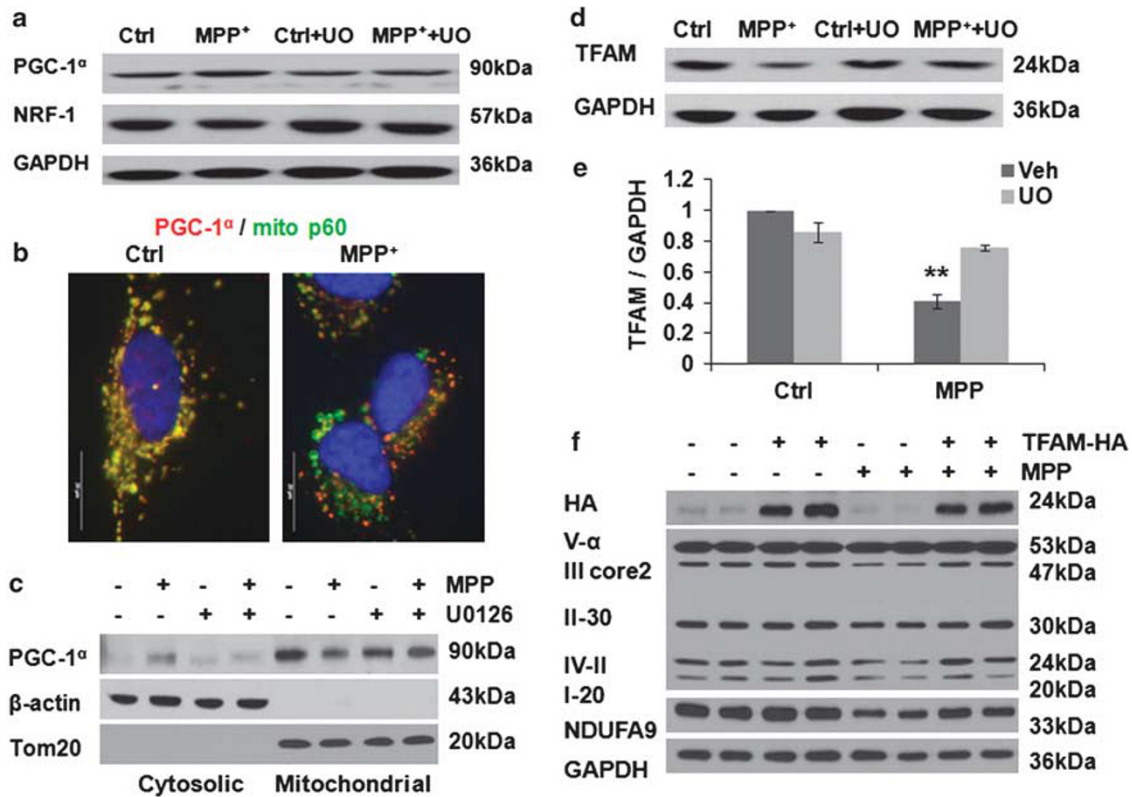 a
Ctrl MPP⁺ Ctrl+UO MPP⁺+UO
PGC-1α 90kDa
NRF-1 57kDa
GAPDH 36kDa
PGC-1α / mito p60
b
Ctrl MPP⁺
c
- + - + - + - + MPP
- - + + - - + + U0126
PGC-1α 90kDa
β-actin 43kDa
Tom20 20kDa
Cytosolic Mitochondrial
d
Ctrl MPP⁺ Ctrl+UO MPP⁺+UO
TFAM 24kDa
GAPDH 36kDa
e
Veh
UO
TFAM / GAPDH
1.2
1
0.8
0.6
0.4
0.2
0
**
Ctrl MPP
f
- - + + - - + + TFAM-HA
- - - - + + + + MPP
HA 24kDa
V-α 53kDa
III core2 47kDa
II-30 30kDa
IV-II 24kDa
I-20 20kDa
NDUFA9 33kDa
GAPDH 36kDa